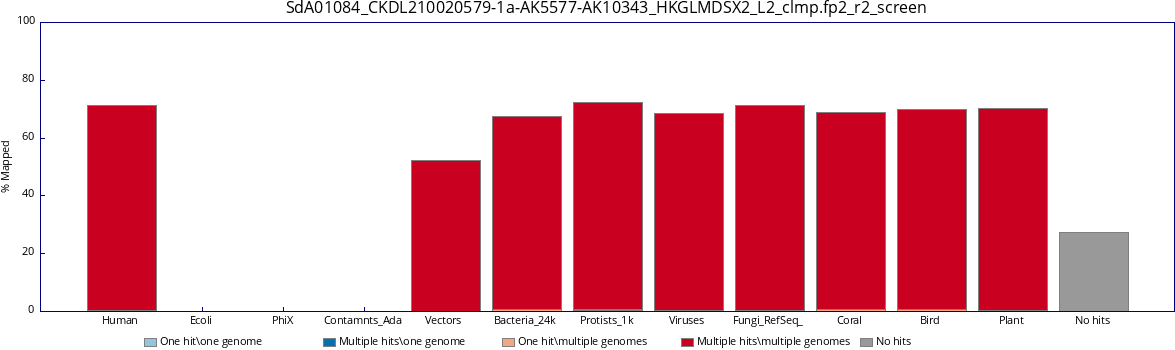 SdA01084_CKDL210020579-1a-AK5577-AK10343_HKGLMDSX2_L2_clmp.fp2_r2_screen
100
80
60
40
20
0
% Mapped
Human Ecoli PhiX Contamnts_Ada Vectors Bacteria_24k Protists_1k Viruses Fungi_RefSeq_ Coral Bird Plant No hits
One hit\one genome Multiple hits\one genome One hit\multiple genomes Multiple hits\multiple genomes No hits